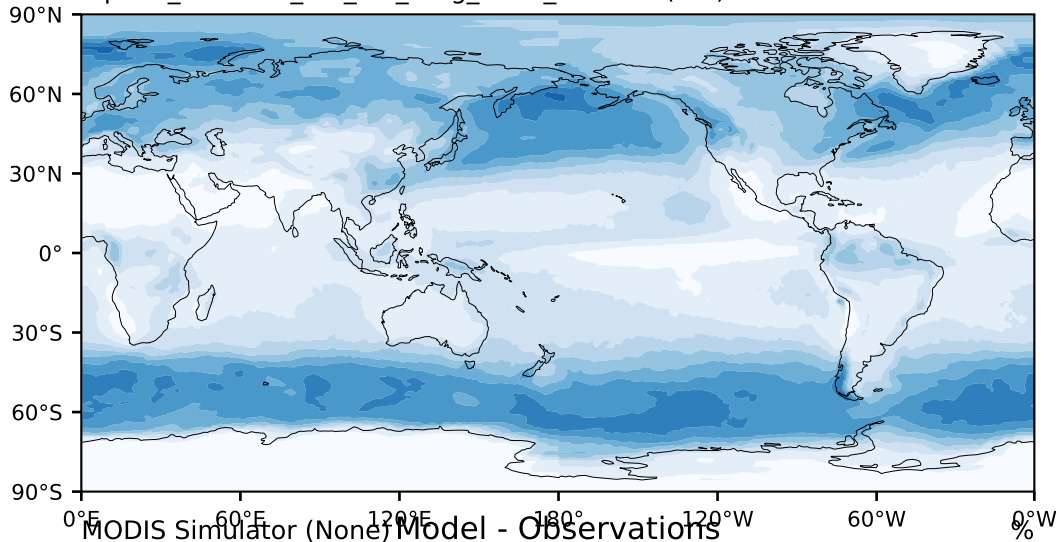 90°N
60°N
30°N
0°
30°S
60°S
90°S
0°E 60°E 120°E 180° 120°W 60°W 0°W
MODIS Simulator (None) Model - Observations %